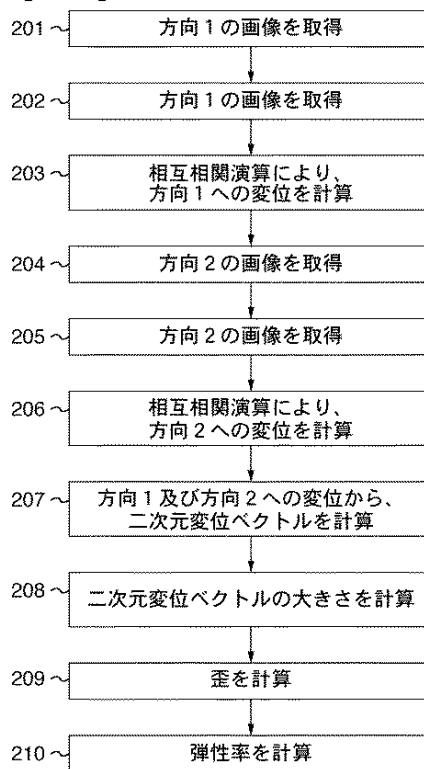 201 方向1の画像を取得
202 方向1の画像を取得
203 相互相関演算により、
方向1への変位を計算
204 方向2の画像を取得
205 方向2の画像を取得
206 相互相関演算により、
方向2への変位を計算
207 方向1及び方向2への変位から、
二次元変位ベクトルを計算
208 二次元変位ベクトルの大きさを計算
209 歪を計算
210 弾性率を計算